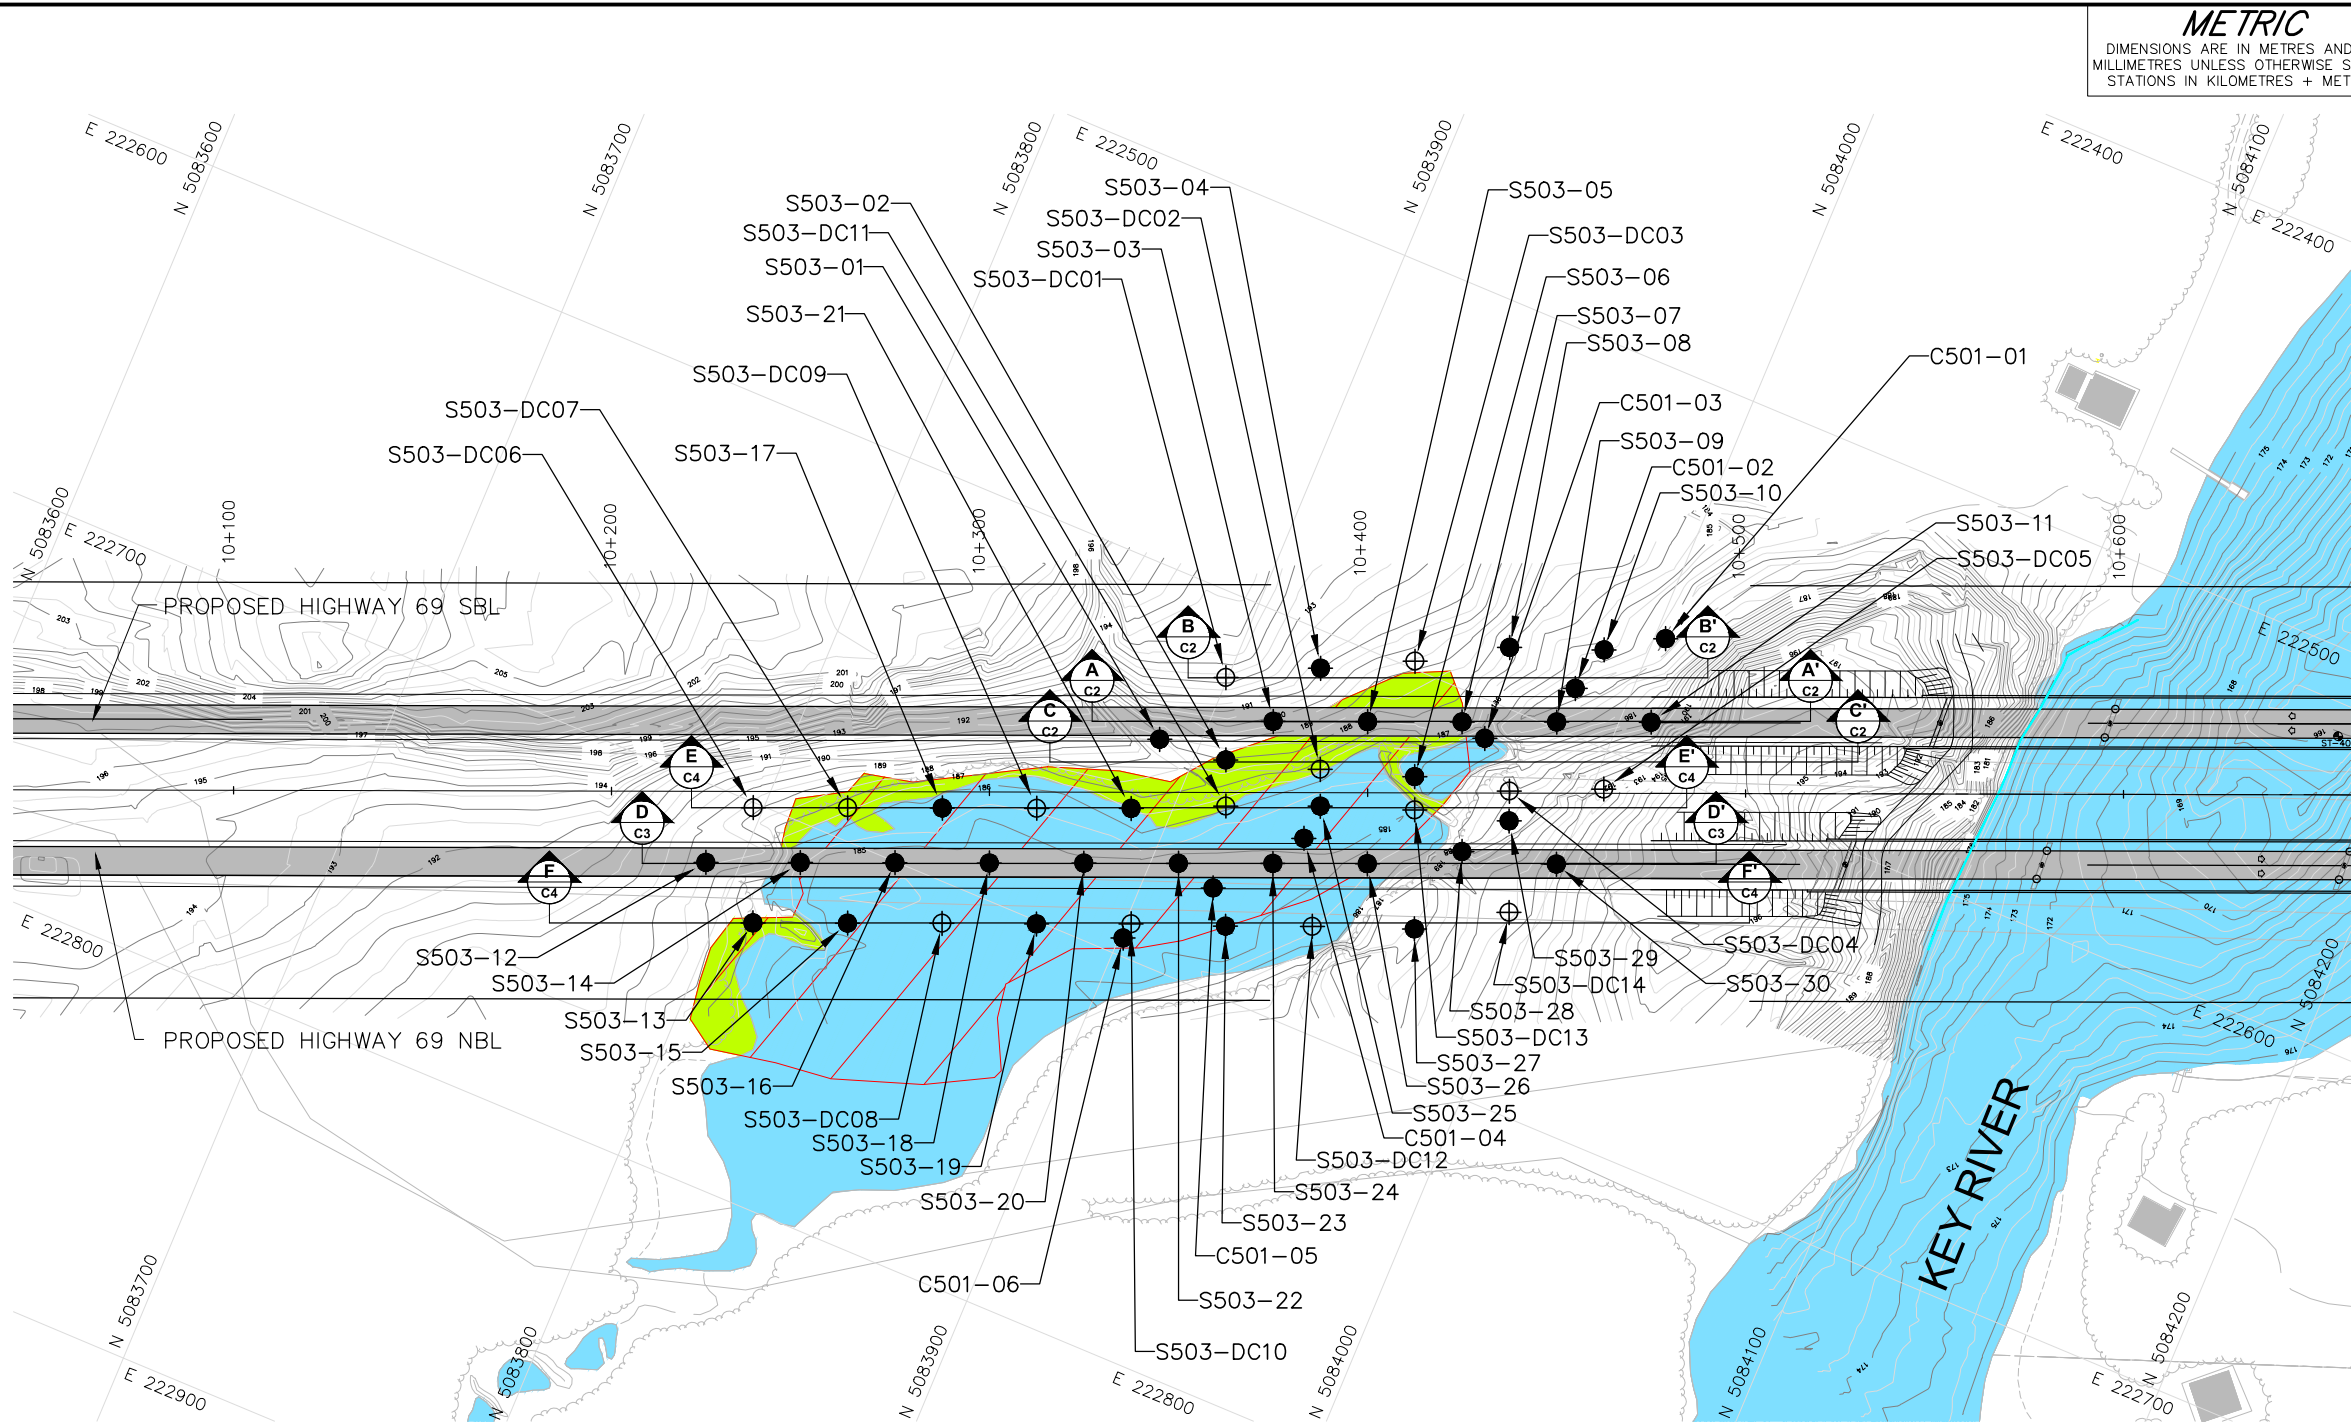 METRIC
DIMENSIONS ARE IN METRES AND
MILLIMETRES UNLESS OTHERWISE S
STATIONS IN KILOMETRES + MET
E 222600
N 5083600
N 5083700
N 5083800
E 222500
N 5083900
N 5084000
E 222400
N 5084100
E 222400
S503-04
S503-02
S503-DC02
S503-DC11
S503-03
S503-01
S503-DC01
S503-21
S503-DC09
S503-DC07
S503-DC06
S503-17
S503-05
S503-DC03
S503-06
S503-07
S503-08
C501-01
C501-03
S503-09
C501-02
S503-10
S503-11
S503-DC05
N 5083600
E 222700
10+100
10+200
10+300
10+400
10+500
10+600
PROPOSED HIGHWAY 69 SBL
E 222500
B
C2
B'
C2
A
C2
A'
C2
C
C2
C'
C2
E
C4
E'
C4
D
C3
D'
C3
F
C4
F'
C4
E 222800
S503-12
S503-14
S503-13
S503-15
S503-16
S503-DC08
S503-18
S503-19
S503-20
C501-06
PROPOSED HIGHWAY 69 NBL
S503-DC04
S503-29
S503-30
S503-DC14
S503-28
S503-DC13
S503-27
S503-26
S503-25
C501-04
S503-DC12
S503-24
S503-23
C501-05
S503-22
S503-DC10
KEY RIVER
N 5084200
E 222600
N 5083700
E 222900
N 5083800
N 5083900
E 222800
N 5084000
N 5084100
N 5084200
E 222700